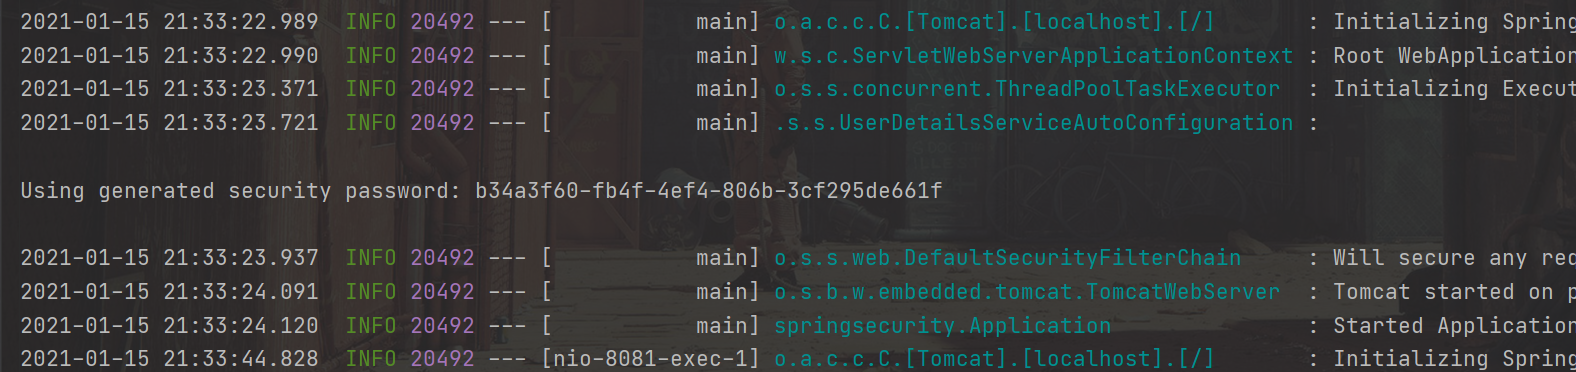 2021-01-15 21:33:22.989  INFO 20492 --- [           main] o.a.c.c.C.[Tomcat].[localhost].[/]       : Initializing Spring
2021-01-15 21:33:22.990  INFO 20492 --- [           main] w.s.c.ServletWebServerApplicationContext : Root WebApplication
2021-01-15 21:33:23.371  INFO 20492 --- [           main] o.s.s.concurrent.ThreadPoolTaskExecutor  : Initializing Execut
2021-01-15 21:33:23.721  INFO 20492 --- [           main] .s.s.UserDetailsServiceAutoConfiguration :
Using generated security password: b34a3f60-fb4f-4ef4-806b-3cf295de661f
2021-01-15 21:33:23.937  INFO 20492 --- [           main] o.s.s.web.DefaultSecurityFilterChain     : Will secure any req
2021-01-15 21:33:24.091  INFO 20492 --- [           main] o.s.b.w.embedded.tomcat.TomcatWebServer  : Tomcat started on p
2021-01-15 21:33:24.120  INFO 20492 --- [           main] springsecurity.Application               : Started Application
2021-01-15 21:33:44.828  INFO 20492 --- [nio-8081-exec-1] o.a.c.c.C.[Tomcat].[localhost].[/]       : Initializing Spring